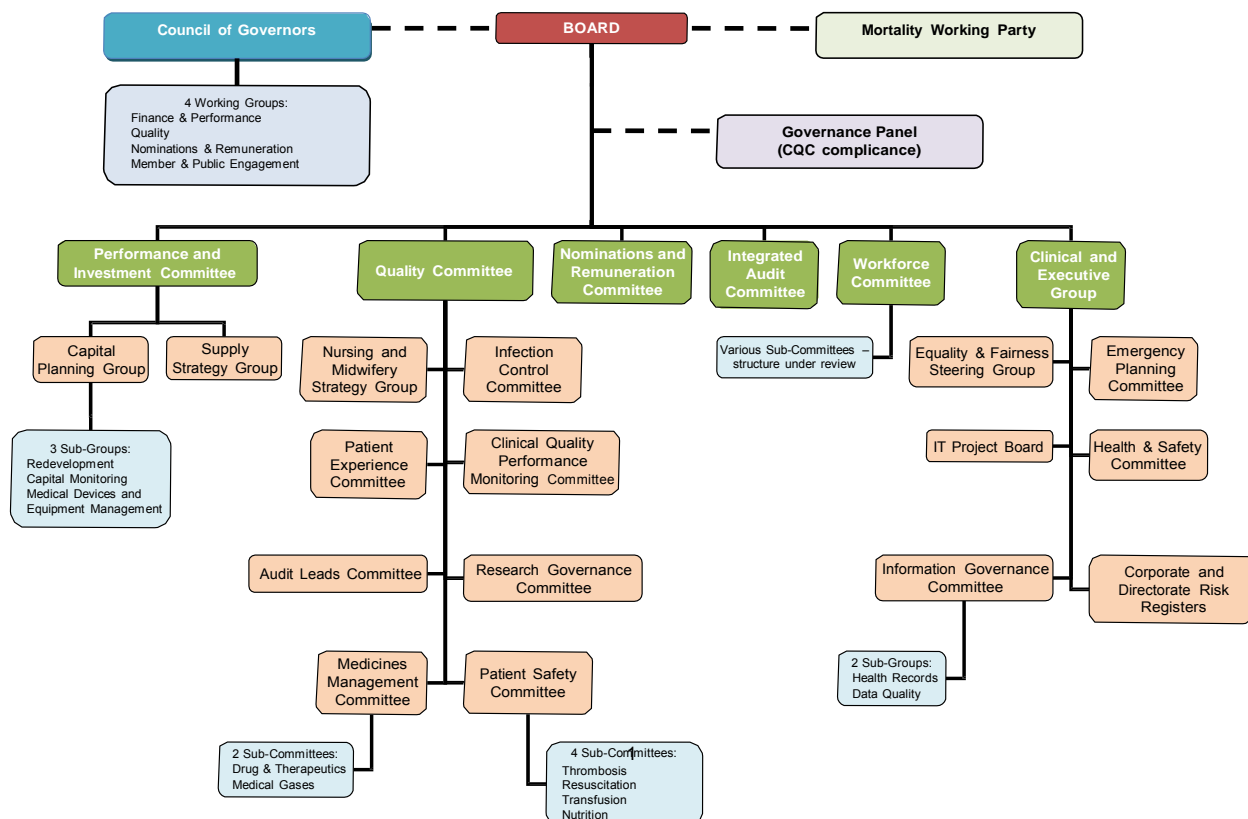 Council of Governors
BOARD
Mortality Working Party
4 Working Groups:
Finance & Performance
Quality
Nominations & Remuneration
Member & Public Engagement
Governance Panel
(CQC complicance)
Performance and
Investment Committee
Quality Committee
Nominations and
Remuneration
Committee
Integrated
Audit
Committee
Workforce
Committee
Clinical and
Executive
Group
Capital
Planning Group
Supply
Strategy Group
Nursing and
Midwifery
Strategy Group
Infection
Control
Committee
Various Sub-Committees –
structure under review
Equality & Fairness
Steering Group
Emergency
Planning
Committee
3 Sub-Groups:
Redevelopment
Capital Monitoring
Medical Devices and
Equipment Management
Patient
Experience
Committee
Clinical Quality
Performance
Monitoring Committee
IT Project Board
Health & Safety
Committee
Audit Leads Committee
Research Governance
Committee
Information Governance
Committee
Corporate and
Directorate Risk
Registers
Medicines
Management
Committee
Patient Safety
Committee
2 Sub-Groups:
Health Records
Data Quality
2 Sub-Committees:
Drug & Therapeutics
Medical Gases
4 Sub-Committees:
1
Thrombosis
Resuscitation
Transfusion
Nutrition